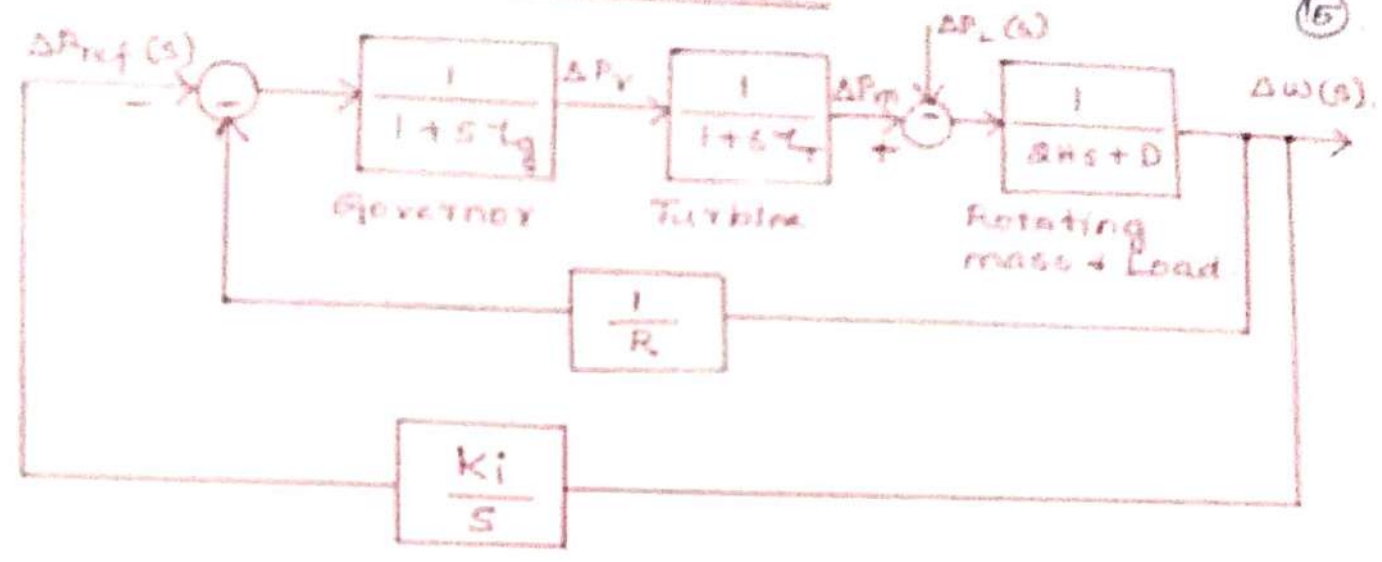 15
ΔPref (s)
-
-
1
1 + sτg
Governor
ΔPv
1
1 + sτT
Turbine
ΔPm
+
ΔPL (s)
-
1
2Hs + D
Rotating
mass + Load
Δω(s).
1
R
Ki
S